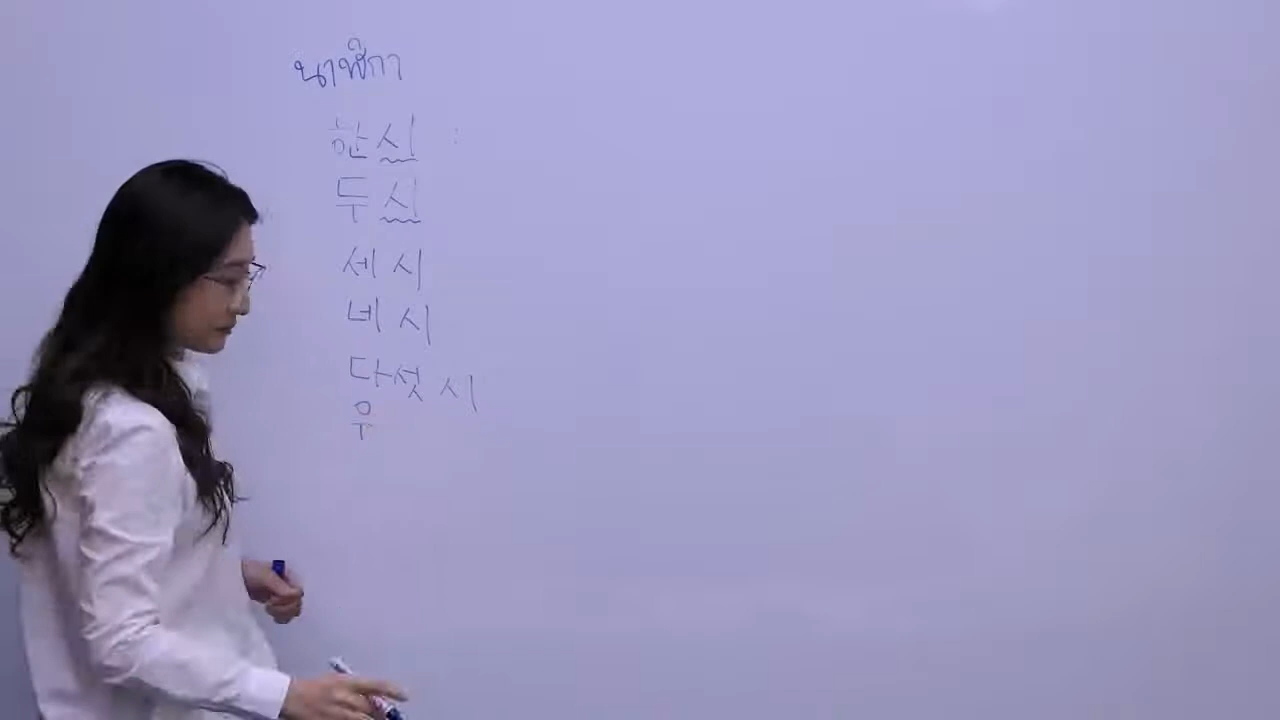 นาฬิกา
한 시 :
두 시
세 시
네 시
다섯 시
우